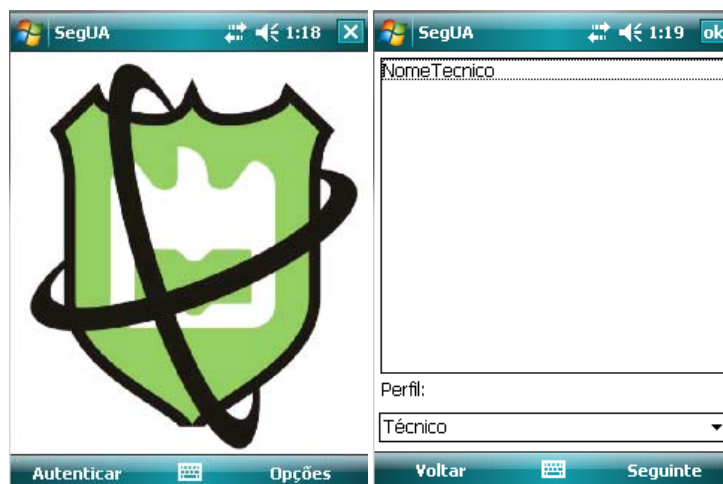 SegUA 1:18
Autenticar Opções
SegUA 1:19 ok
NomeTecnico
Perfil:
Técnico
Voltar Seguinte